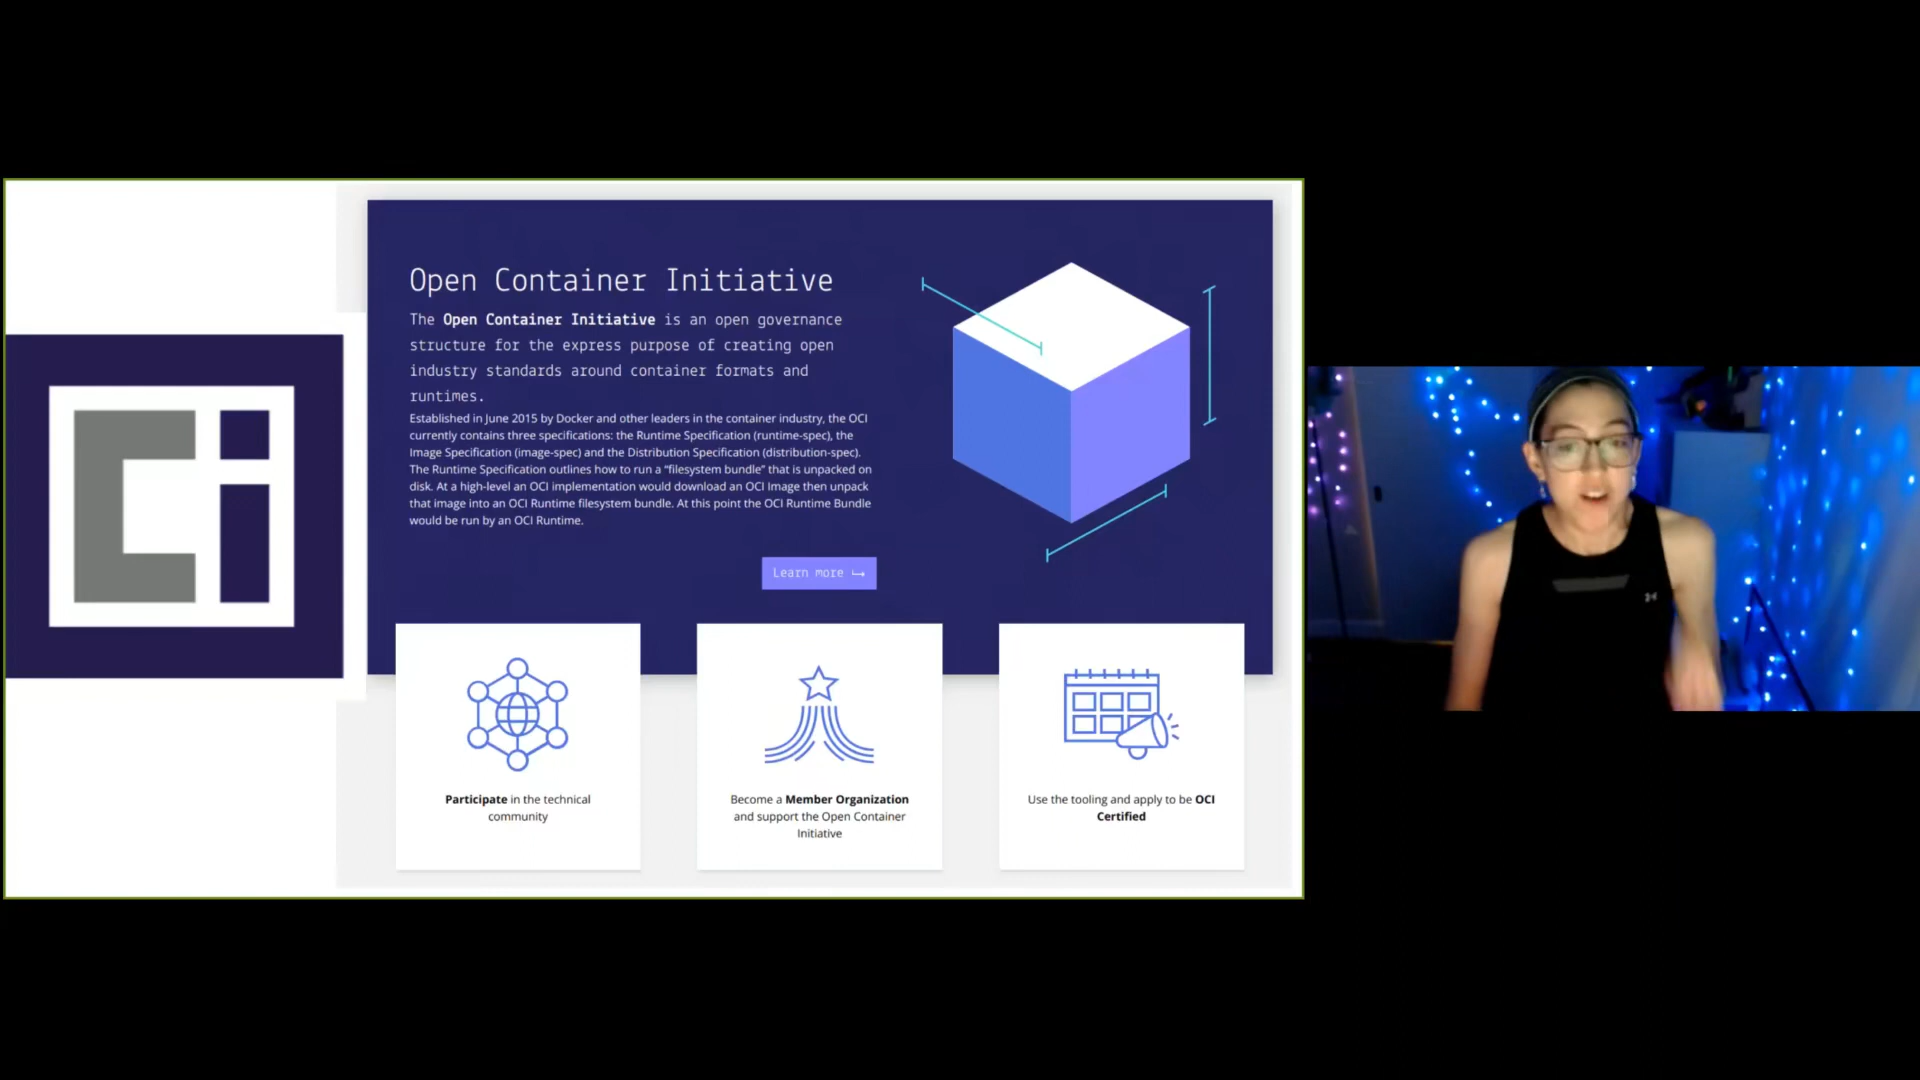 Open Container Initiative
The Open Container Initiative is an open governance
structure for the express purpose of creating open
industry standards around container formats and
runtimes.
Established in June 2015 by Docker and other leaders in the container industry, the OCI
currently contains three specifications: the Runtime Specification (runtime-spec), the
Image Specification (image-spec) and the Distribution Specification (distribution-spec).
The Runtime Specification outlines how to run a “filesystem bundle” that is unpacked on
disk. At a high-level an OCI implementation would download an OCI Image then unpack
that image into an OCI Runtime filesystem bundle. At this point the OCI Runtime Bundle
would be run by an OCI Runtime.
Learn more
Participate in the technical
community
Become a Member Organization
and support the Open Container
Initiative
Use the tooling and apply to be OCI
Certified